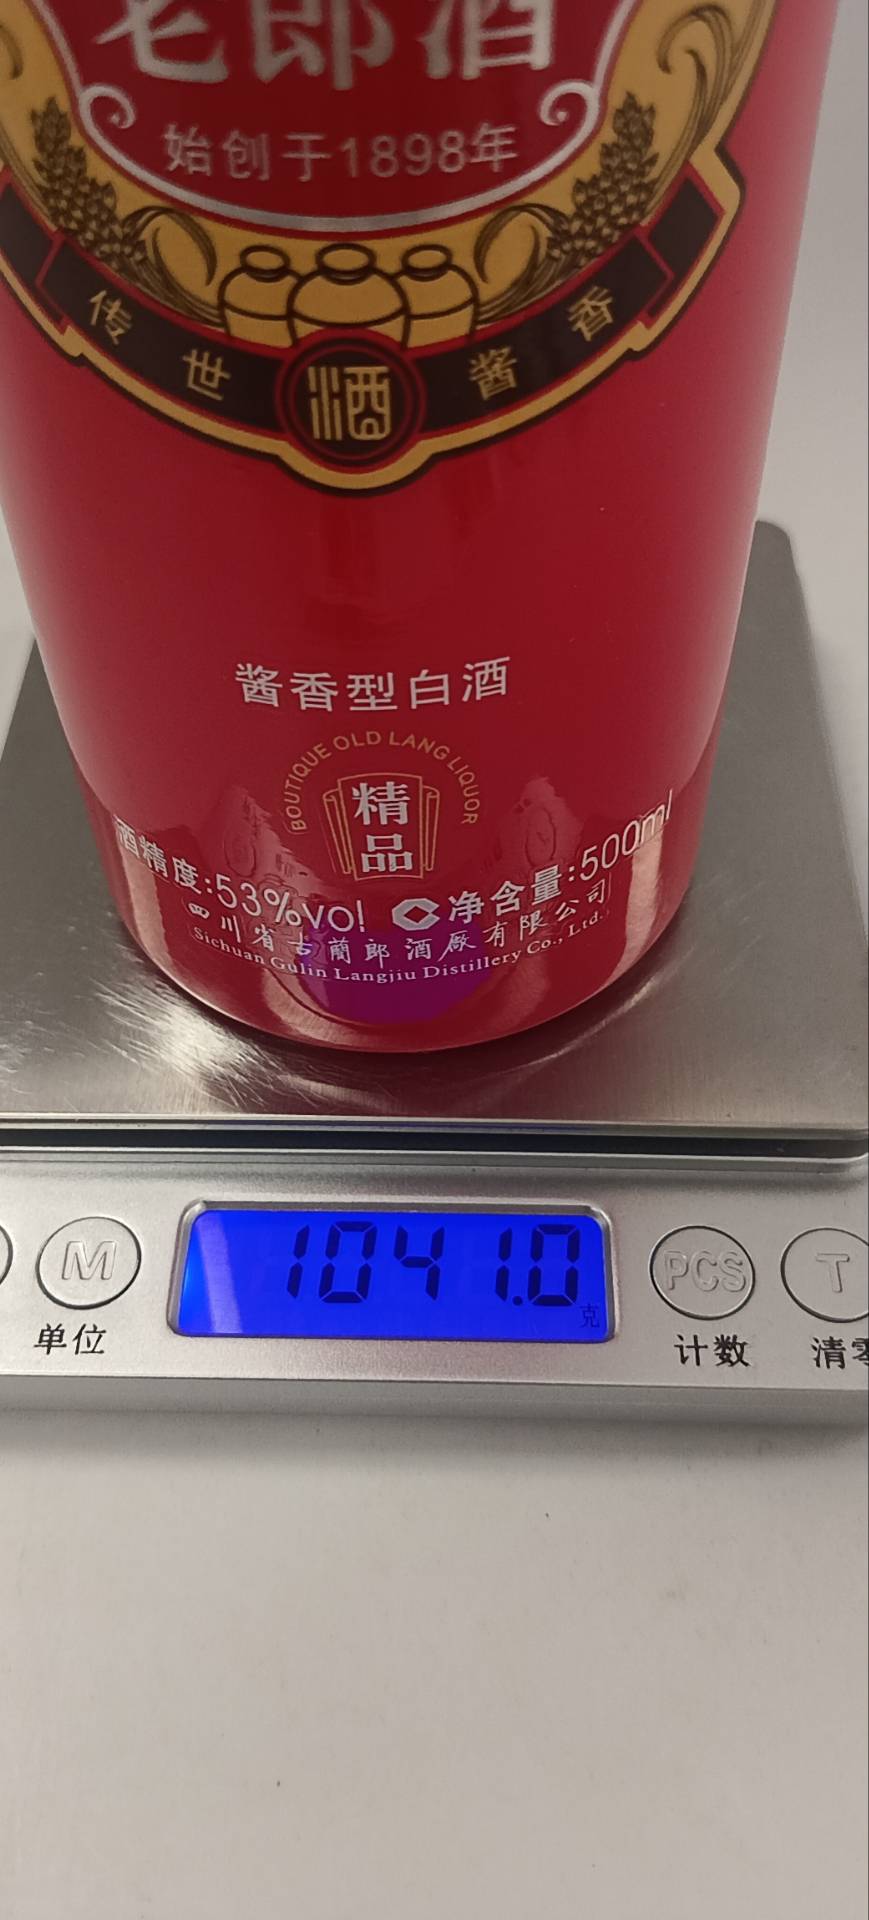 老郎酒
始创于1898年
传世 酒 酱香
酱香型白酒
BOUTIQUE OLD LANG LIQUOR
精
品
酒精度:53%vol 净含量:500ml
四川省古蔺郎酒厰有限公司
Sichuan Gulin Langjiu Distillery Co., Ltd.
1041.0
克
M
PCS
T
单位
计数
清零